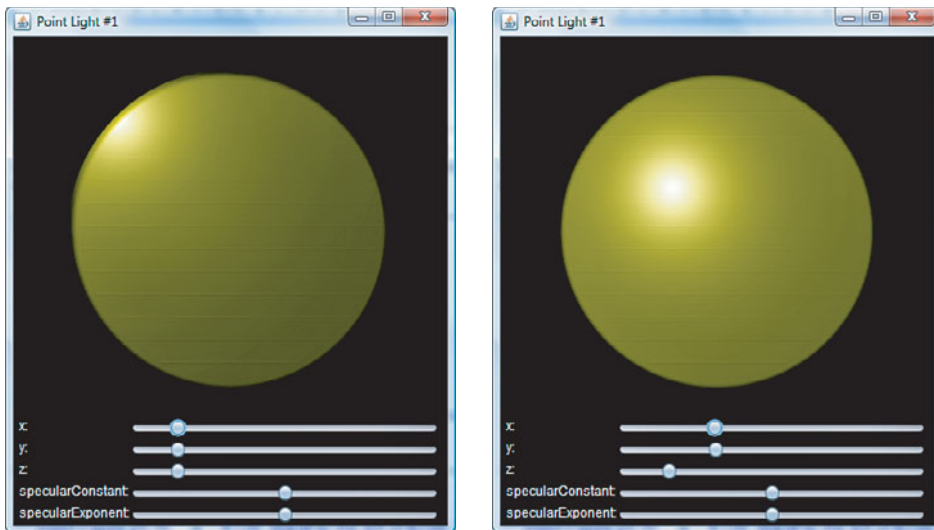 Point Light #1
x:
y:
z:
specularConstant:
specularExponent:
Point Light #1
x:
y:
z:
specularConstant:
specularExponent: